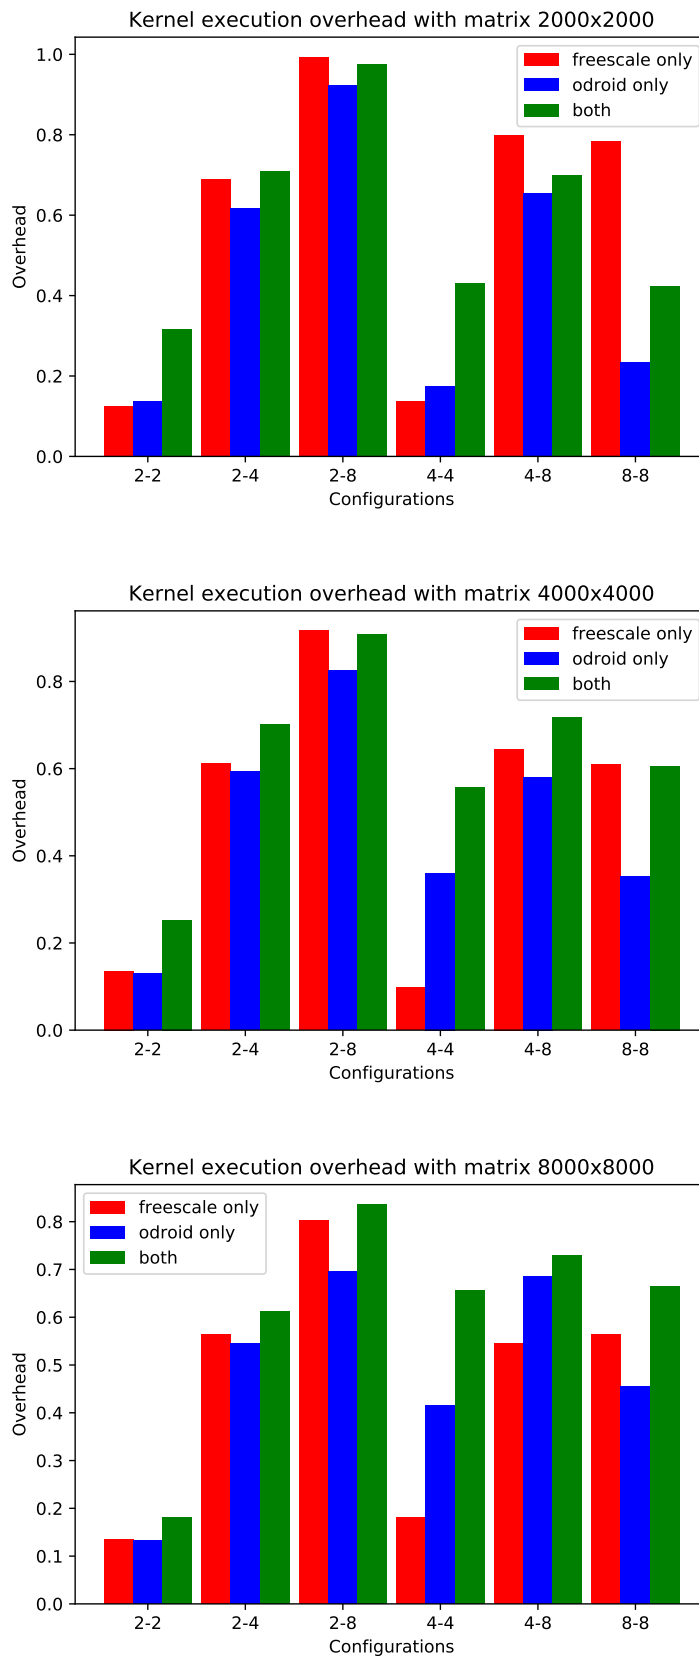 Kernel execution overhead with matrix 2000x2000
freescale only
odroid only
both
1.0
0.8
0.6
0.4
0.2
0.0
Overhead
2-2 2-4 2-8 4-4 4-8 8-8
Configurations
Kernel execution overhead with matrix 4000x4000
freescale only
odroid only
both
0.8
0.6
0.4
0.2
0.0
Overhead
2-2 2-4 2-8 4-4 4-8 8-8
Configurations
Kernel execution overhead with matrix 8000x8000
freescale only
odroid only
both
0.8
0.7
0.6
0.5
0.4
0.3
0.2
0.1
0.0
Overhead
2-2 2-4 2-8 4-4 4-8 8-8
Configurations